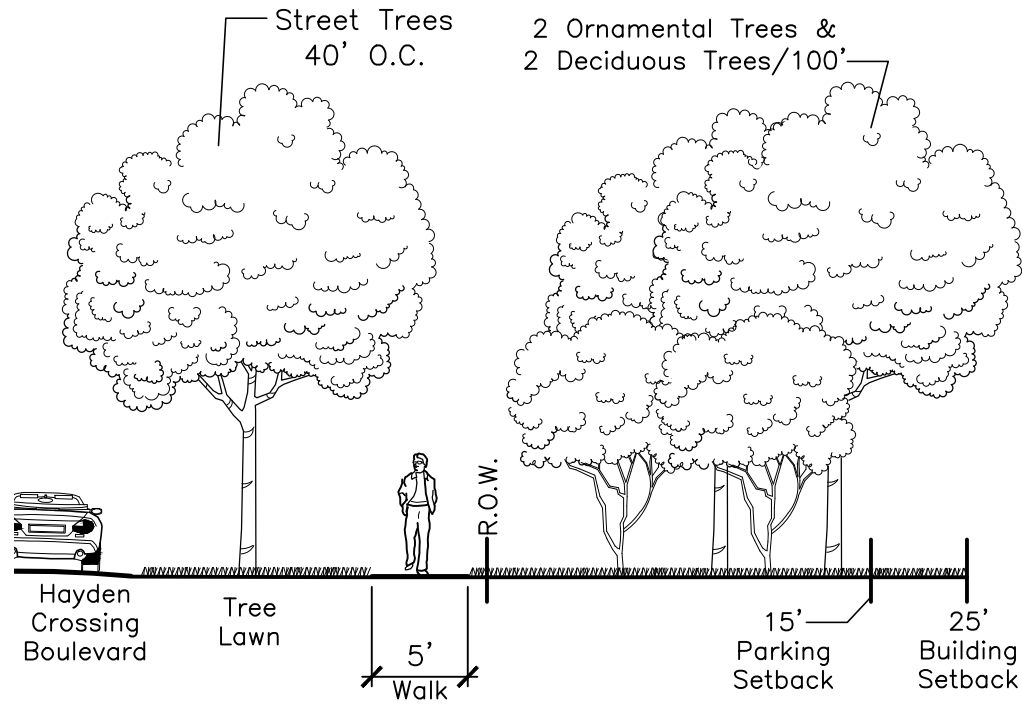 Street Trees
40' O.C.
2 Ornamental Trees &
2 Deciduous Trees/100'
R.O.W.
Hayden
Crossing
Boulevard
Tree
Lawn
5'
Walk
15'
Parking
Setback
25'
Building
Setback